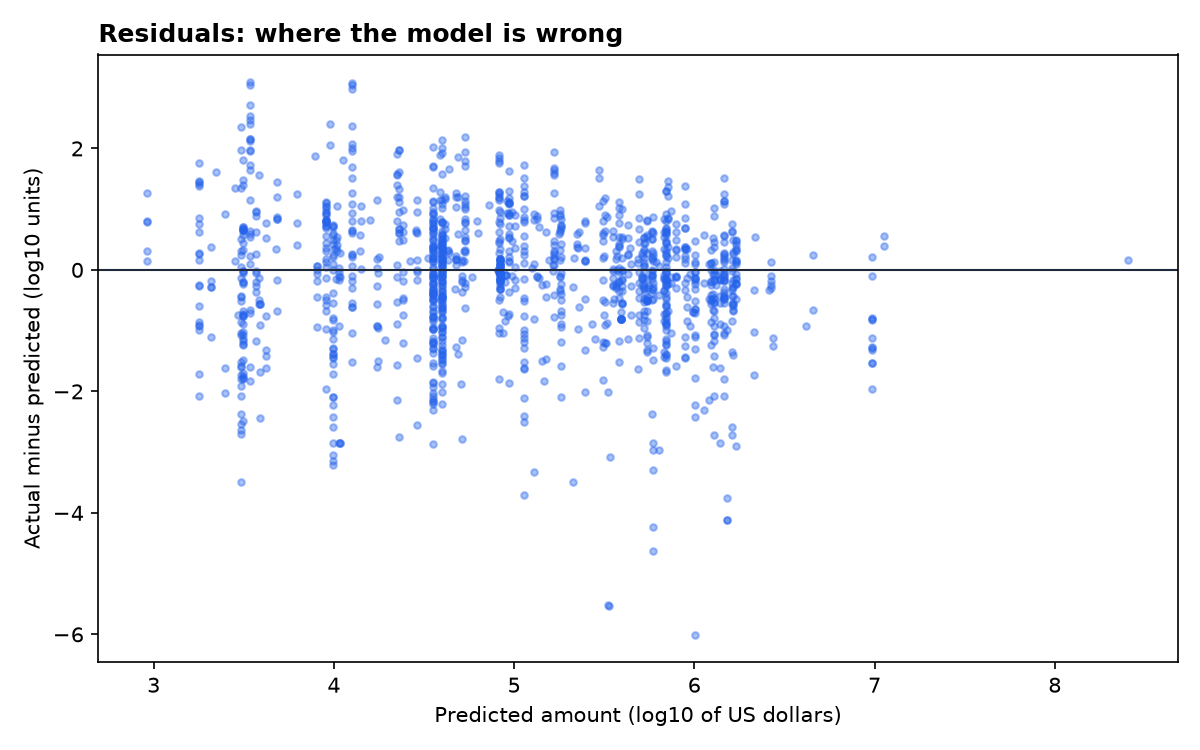 Residuals: where the model is wrong
Actual minus predicted (log10 units)
2
0
−2
−4
−6
3 4 5 6 7 8
Predicted amount (log10 of US dollars)